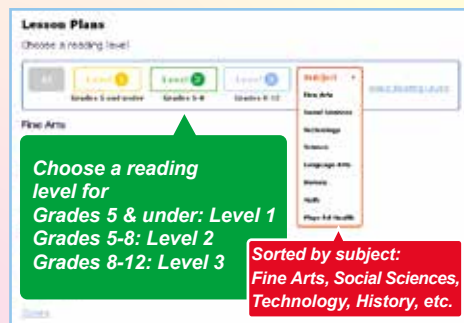 Lesson Plans
Choose a reading level
All
Level 1
Level 2
Level 3
Subject
Grades 5 and under
Grades 5-8
Grades 8-12
Fine Arts
Social Sciences
Technology
Science
Language Arts
History
Math
Phys Ed Health
Fine Arts
Choose a reading
level for
Grades 5 & under: Level 1
Grades 5-8: Level 2
Grades 8-12: Level 3
Sorted by subject:
Fine Arts, Social Sciences,
Technology, History, etc.